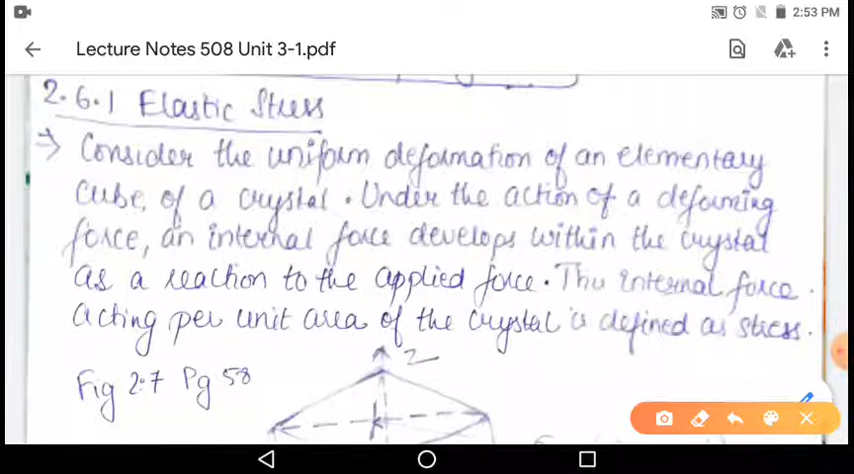 2:53 PM
Lecture Notes 508 Unit 3-1.pdf
2.6.1 Elastic Stress
⇒ Consider the uniform deformation of an elementary
cube, of a crystal. Under the action of a deforming
force, an internal force develops within the crystal
as a reaction to the applied force. The internal force
acting per unit area of the crystal is defined as stress.
Z
Fig 2.7 Pg 58